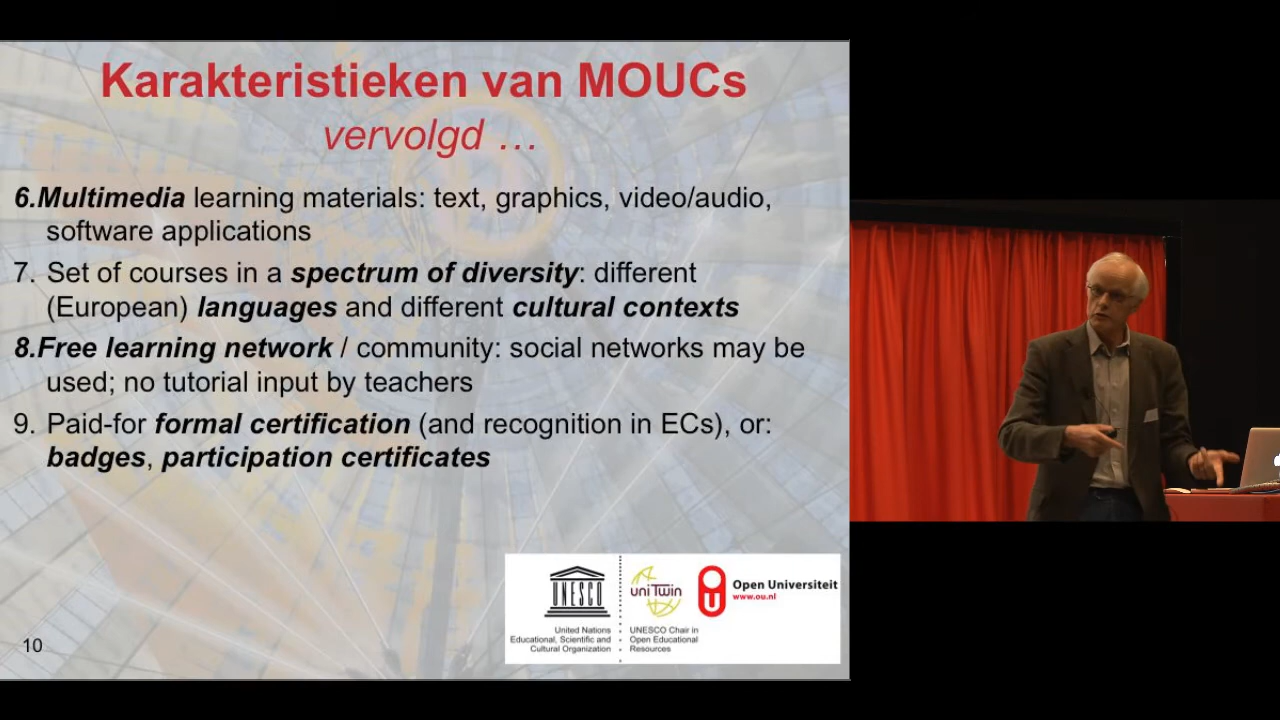 Karakteristieken van MOUCs
vervolgd …
6.Multimedia learning materials: text, graphics, video/audio,
software applications
7. Set of courses in a spectrum of diversity: different
(European) languages and different cultural contexts
8.Free learning network / community: social networks may be
used; no tutorial input by teachers
9. Paid-for formal certification (and recognition in ECs), or:
badges, participation certificates
UNESCO
United Nations
Educational, Scientific and
Cultural Organization
uniTwin
UNESCO Chair in
Open Educational
Resources
OU
Open Universiteit
www.ou.nl
10